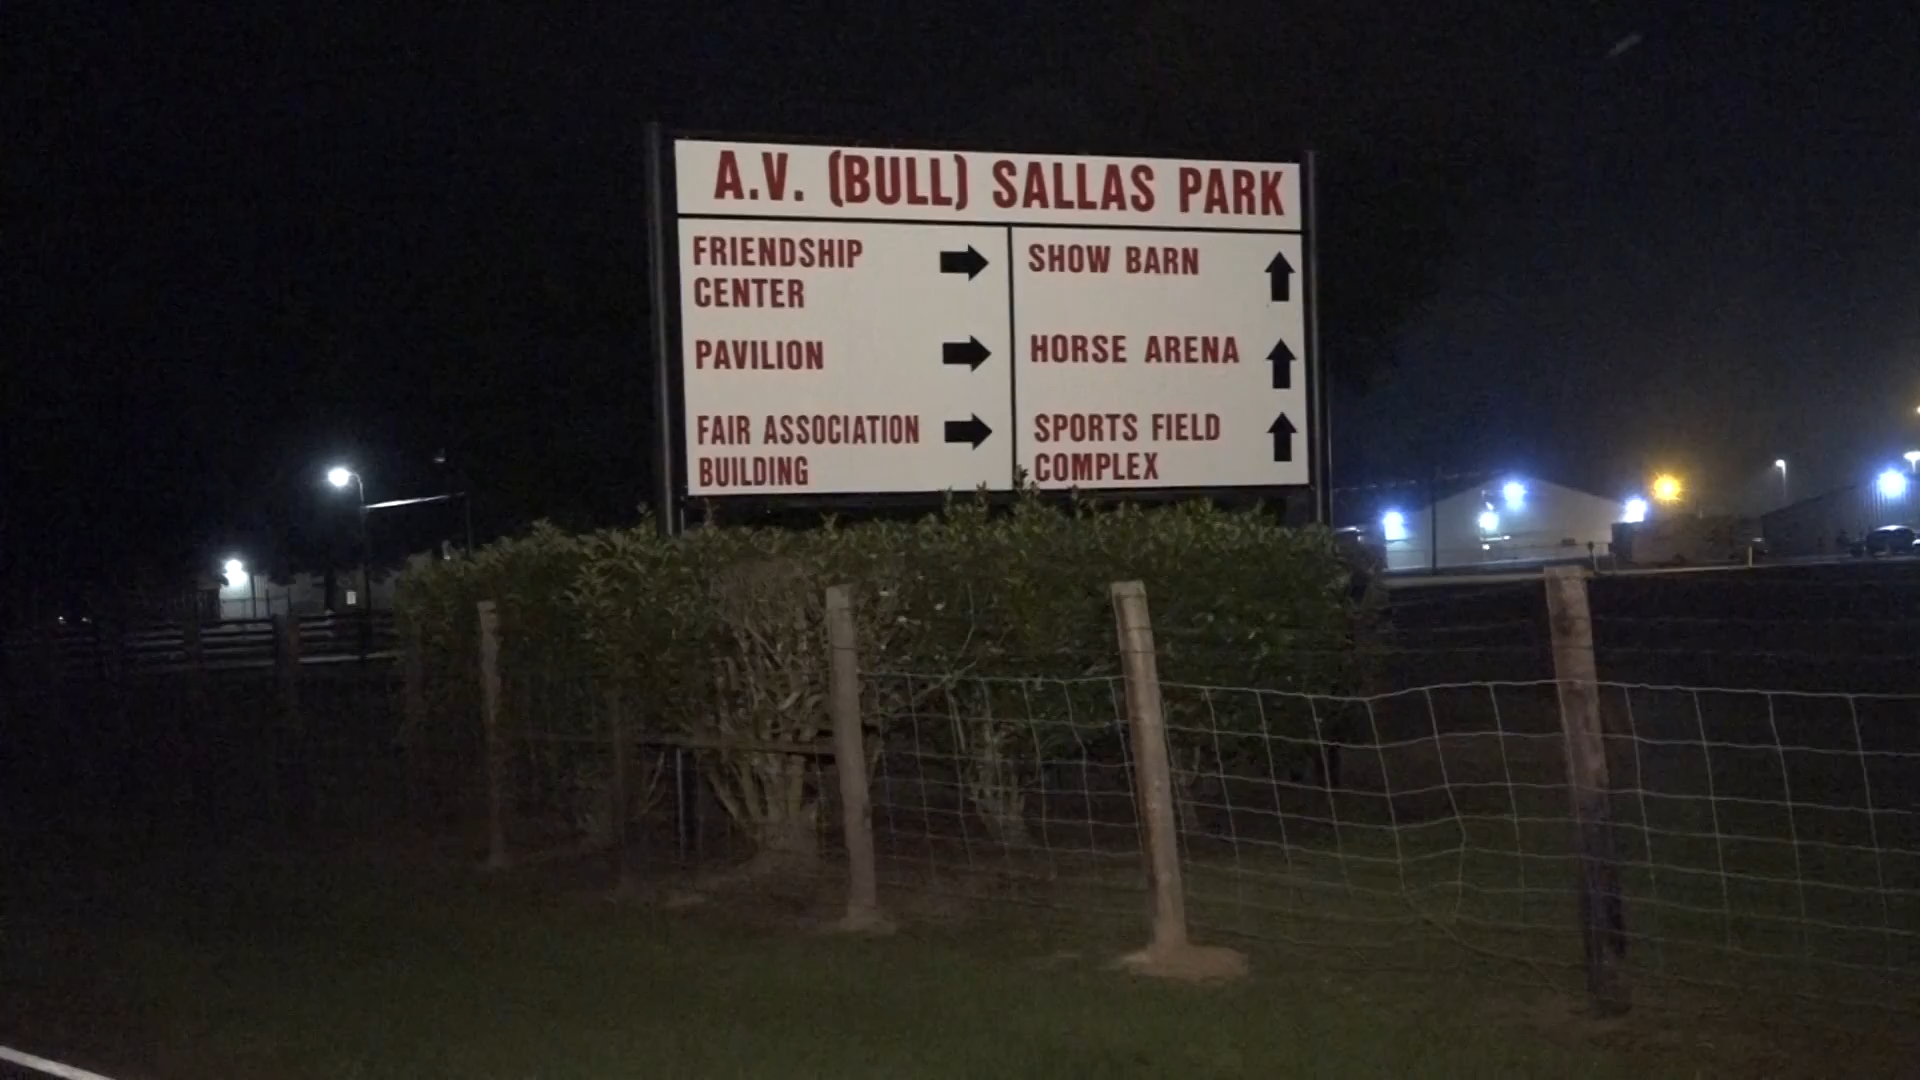 A.V. (BULL) SALLAS PARK
FRIENDSHIP
CENTER
PAVILION
FAIR ASSOCIATION
BUILDING
SHOW BARN
HORSE ARENA
SPORTS FIELD
COMPLEX